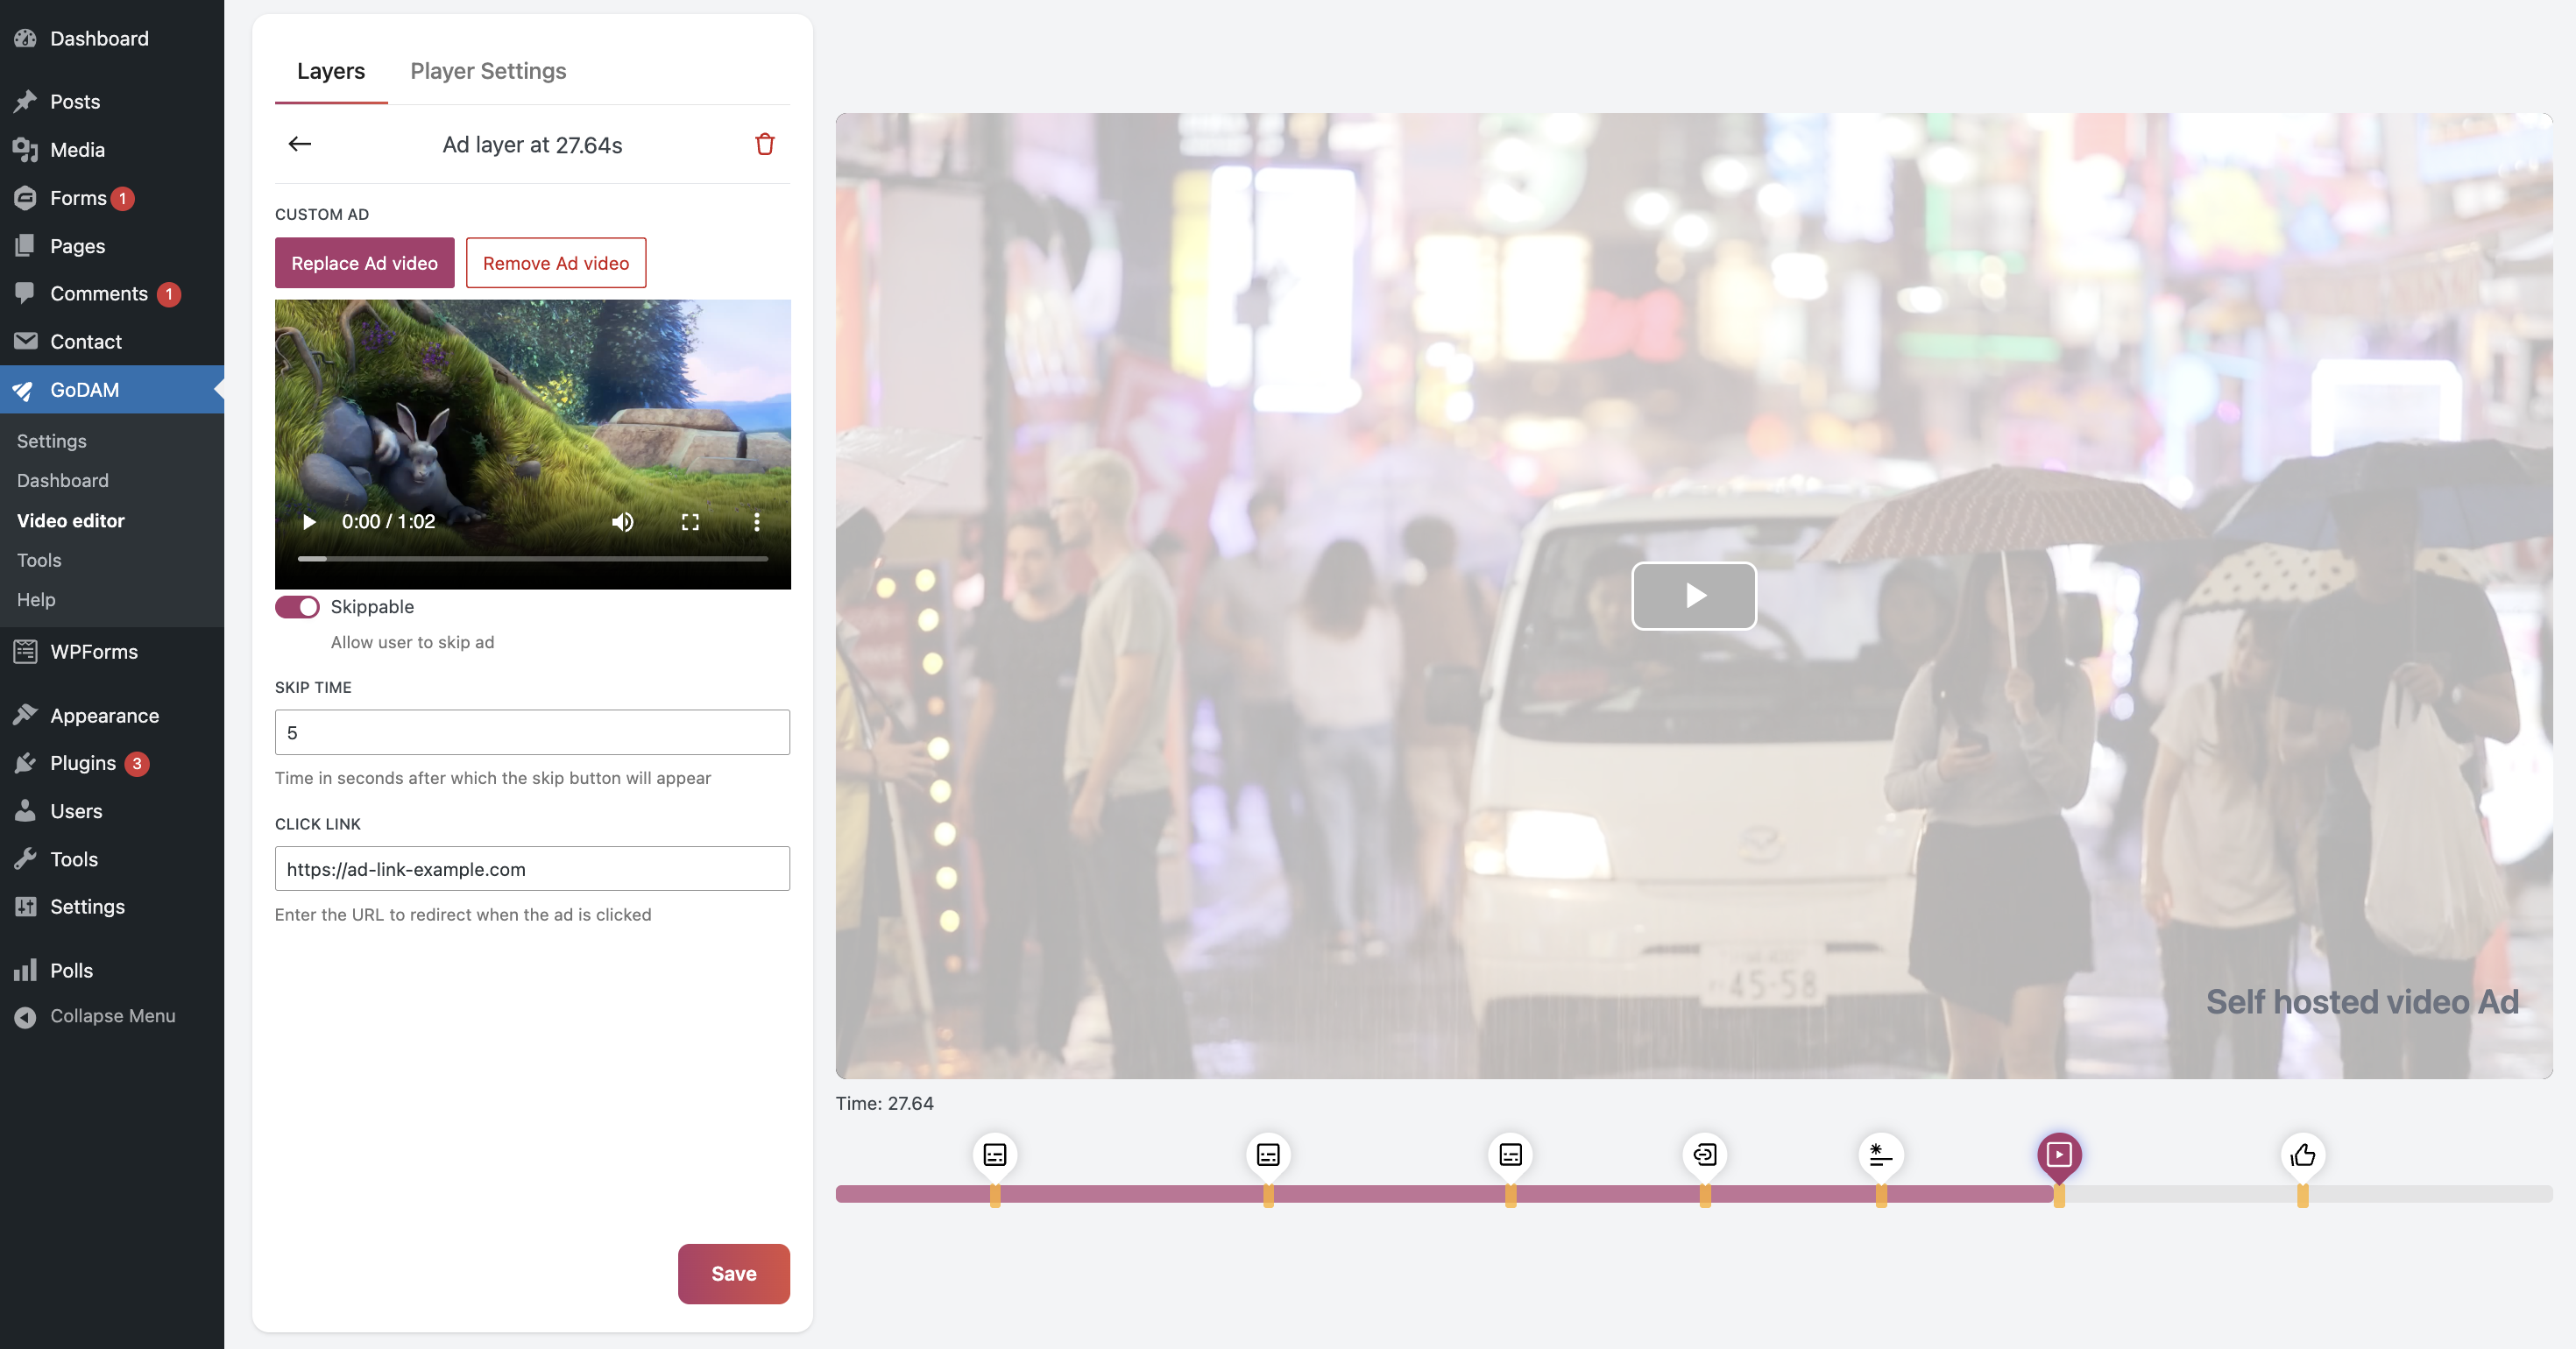 Dashboard
Posts
Media
Forms 1
Pages
Comments 1
Contact
GoDAM
Settings
Dashboard
Video editor
Tools
Help
WPForms
Appearance
Plugins 3
Users
Tools
Settings
Polls
Collapse Menu
Layers Player Settings
Ad layer at 27.64s
CUSTOM AD
Replace Ad video Remove Ad video
0:00 / 1:02
Skippable
Allow user to skip ad
SKIP TIME
5
Time in seconds after which the skip button will appear
CLICK LINK
https://ad-link-example.com
Enter the URL to redirect when the ad is clicked
Save
45-58
Self hosted video Ad
Time: 27.64